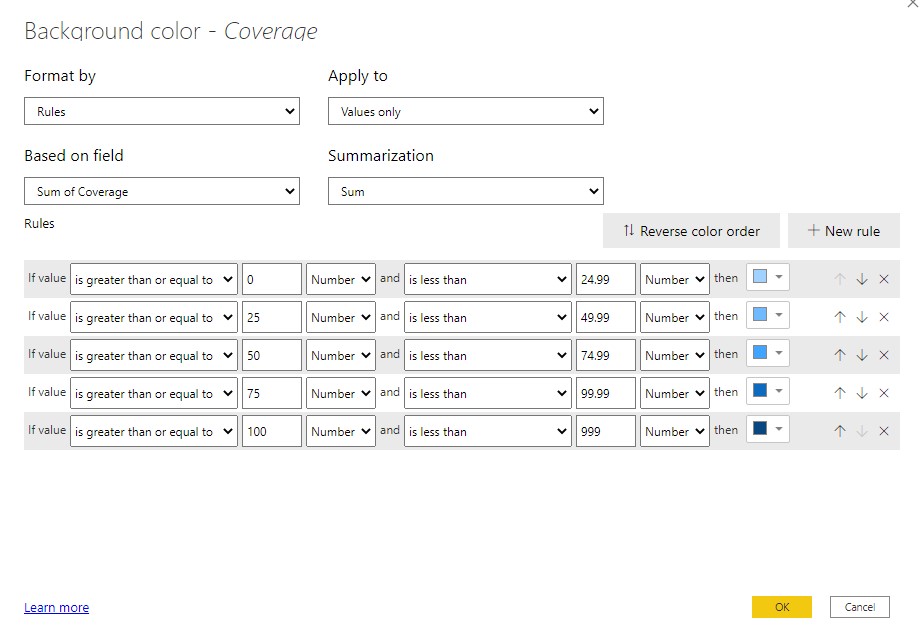 Background color - Coverage
Format by Apply to
Rules Values only
Based on field Summarization
Sum of Coverage Sum
Rules
Reverse color order New rule
If value is greater than or equal to 0 Number and is less than 24.99 Number then
If value is greater than or equal to 25 Number and is less than 49.99 Number then
If value is greater than or equal to 50 Number and is less than 74.99 Number then
If value is greater than or equal to 75 Number and is less than 99.99 Number then
If value is greater than or equal to 100 Number and is less than 999 Number then
Learn more OK Cancel